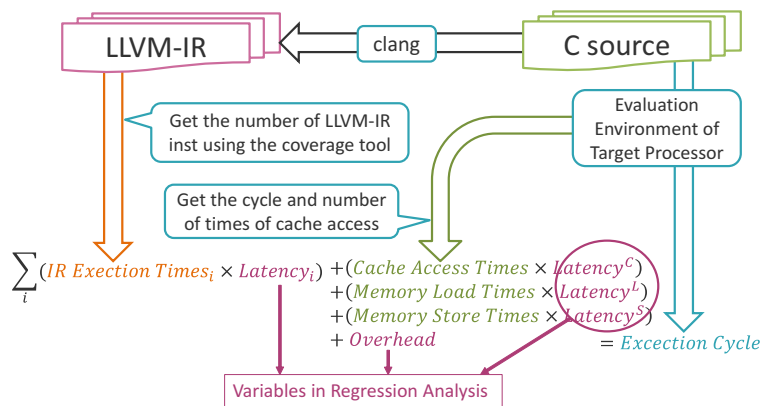 LLVM-IR
clang
C source
Get the number of LLVM-IR
inst using the coverage tool
Evaluation
Environment of
Target Processor
Get the cycle and number
of times of cache access
∑i (IR Exection Timesi × Latencyi) +(Cache Access Times × Latency^C)
+(Memory Load Times × Latency^L)
+(Memory Store Times × Latency^S)
+ Overhead
= Excection Cycle
Variables in Regression Analysis